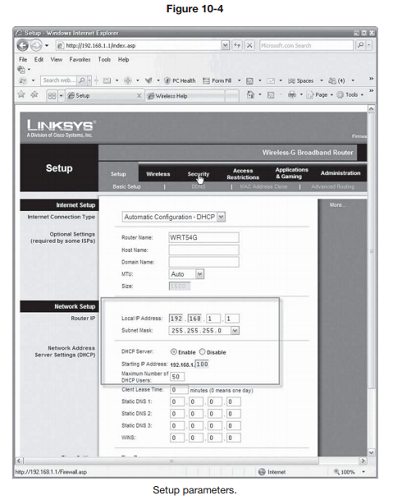 Figure 10-4
Setup - Windows Internet Explorer
http://192.168.1.1/index.asp
Microsoft Search
File Edit View Favorites Tools Help
Search web...
PC Health
Form Fill
Spaces
(4)
Setup
Wireless Help
Page
Tools
LINKSYS
A Division of Cisco Systems, Inc.
Wireless-G Broadband Router
Setup
Setup Wireless Security Access Restrictions Applications & Gaming Administration
Basic Setup DDNS MAC Address Clone Advanced Routing
Internet Setup
More...
Internet Connection Type
Automatic Configuration - DHCP
Optional Settings
(required by some ISPs)
Router Name: WRT54G
Host Name:
Domain Name:
MTU: Auto
Size: 1500
Network Setup
Router IP
Local IP Address: 192 . 168 . 1 . 1
Subnet Mask: 255.255.255.0
Network Address
Server Settings (DHCP)
DHCP Server: Enable Disable
Starting IP Address: 192.168.1. 100
Maximum Number of
DHCP Users: 50
Client Lease Time: 0 minutes (0 means one day)
Static DNS 1: 0 . 0 . 0 . 0
Static DNS 2: 0 . 0 . 0 . 0
Static DNS 3: 0 . 0 . 0 . 0
WINS: 0 . 0 . 0 . 0
http://192.168.1.1/Firewall.asp
Internet
100%
Setup parameters.